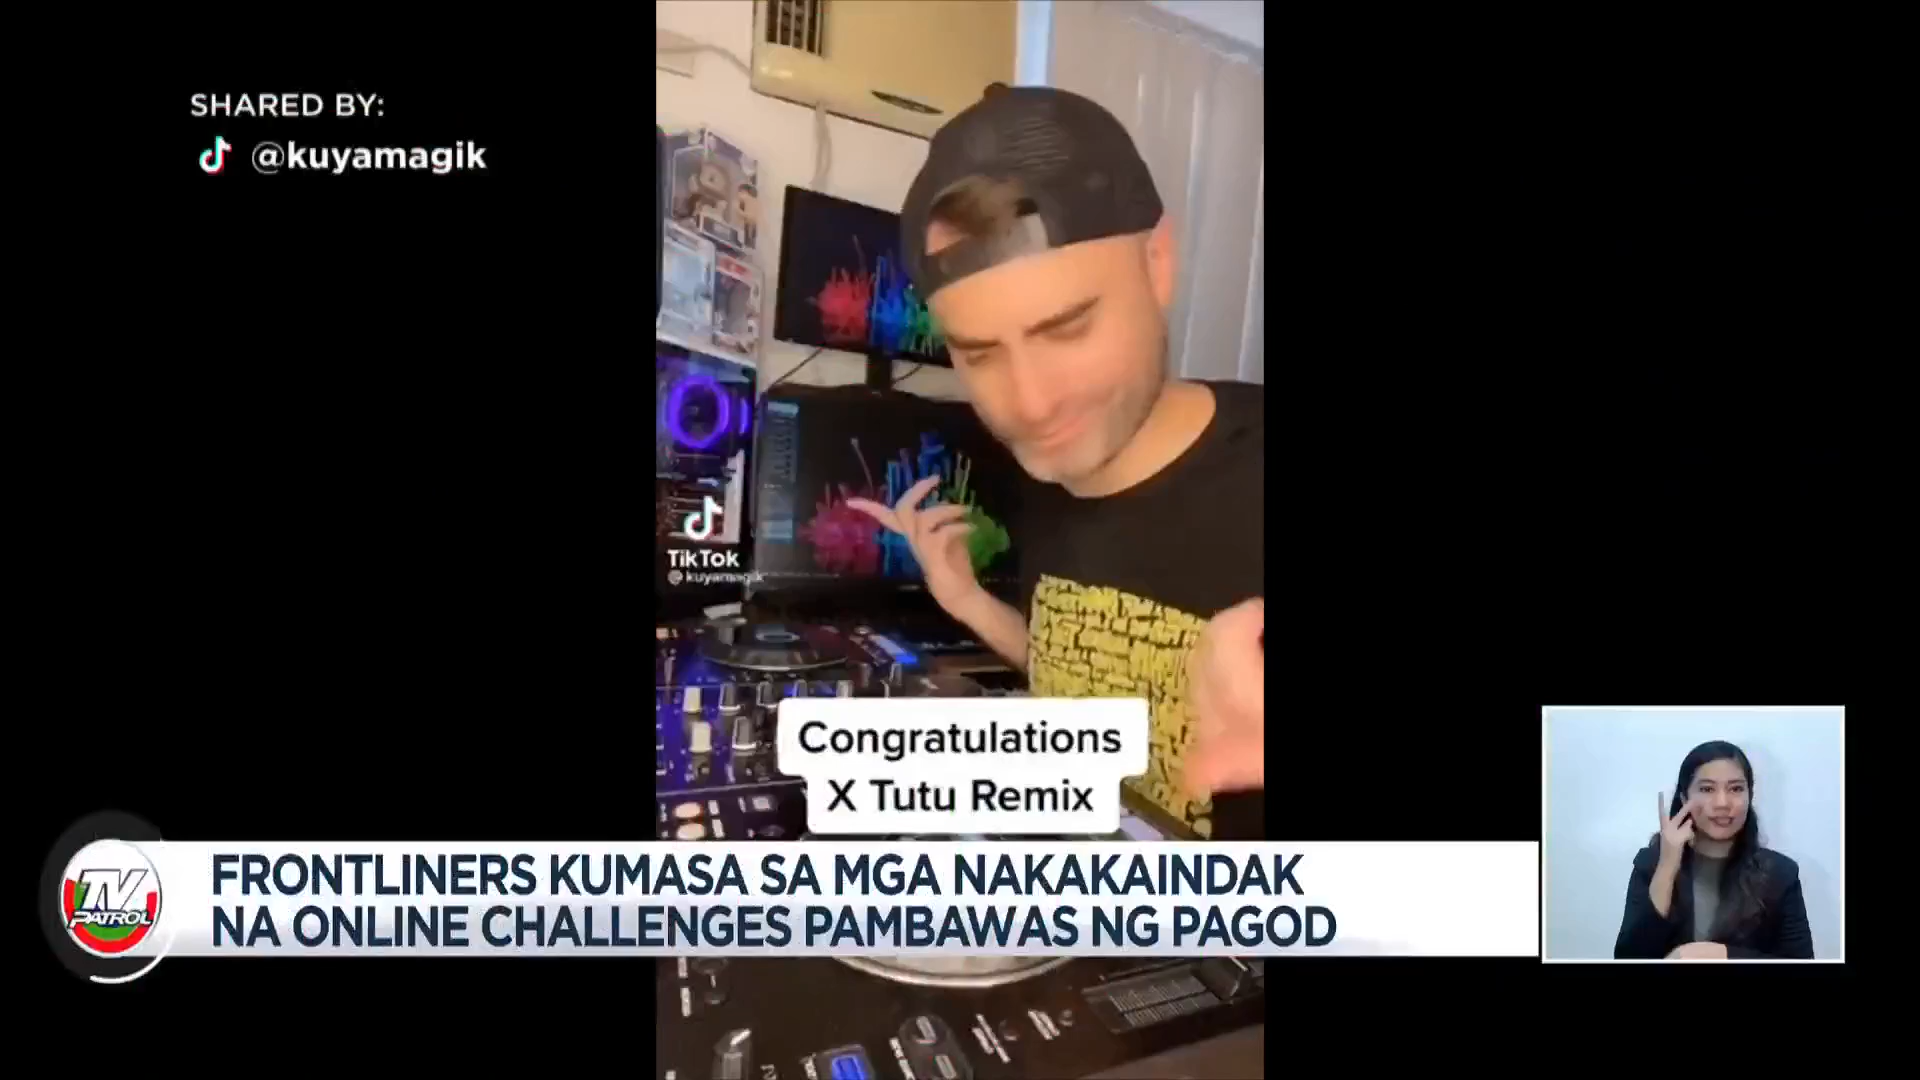 SHARED BY:
@kuyamagik
TikTok
@kuyamagik
Congratulations
X Tutu Remix
TV
PATROL
FRONTLINERS KUMASA SA MGA NAKAKAINDAK
NA ONLINE CHALLENGES PAMBAWAS NG PAGOD